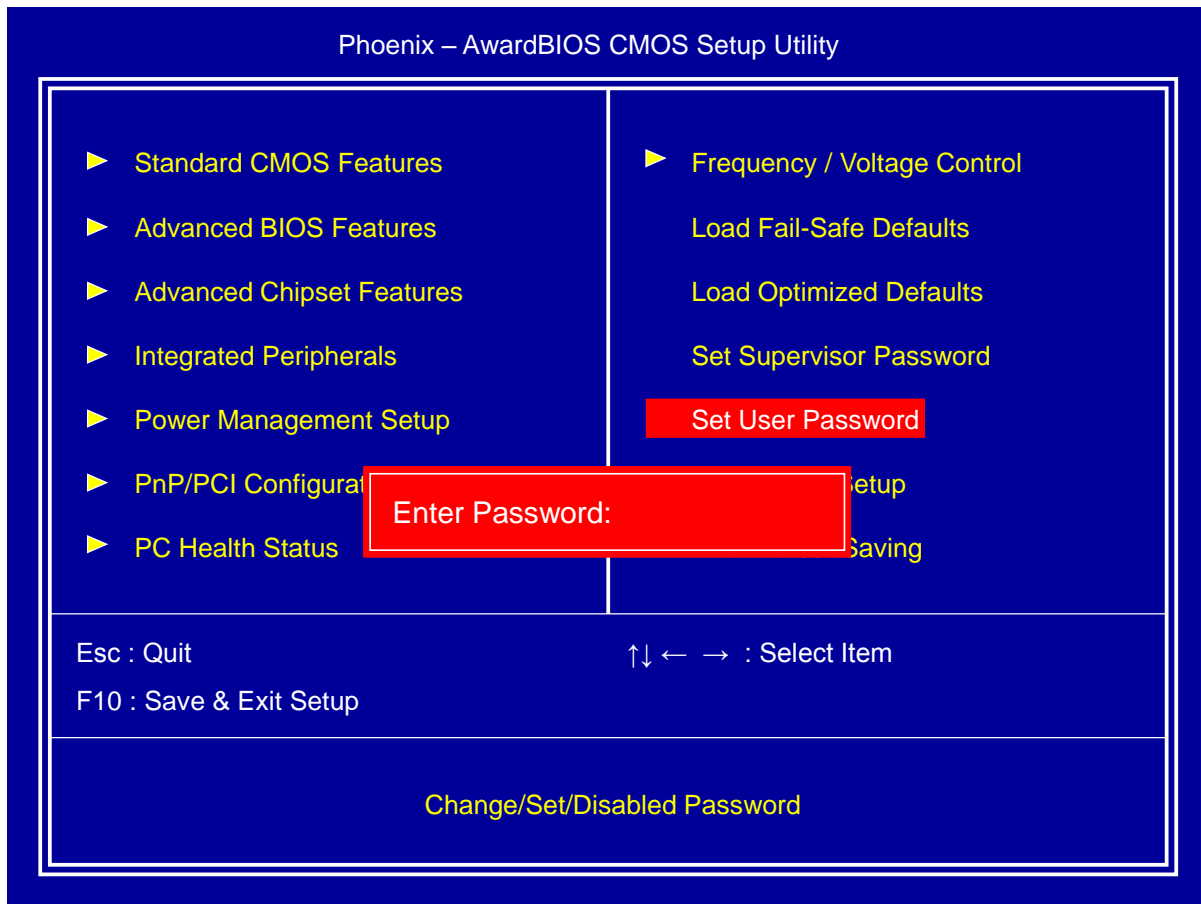 Phoenix – AwardBIOS CMOS Setup Utility
Standard CMOS Features
Advanced BIOS Features
Advanced Chipset Features
Integrated Peripherals
Power Management Setup
PnP/PCI Configurat
PC Health Status
Frequency / Voltage Control
Load Fail-Safe Defaults
Load Optimized Defaults
Set Supervisor Password
Set User Password
Setup
Saving
Enter Password:
Esc : Quit
↑↓ ← → : Select Item
F10 : Save & Exit Setup
Change/Set/Disabled Password